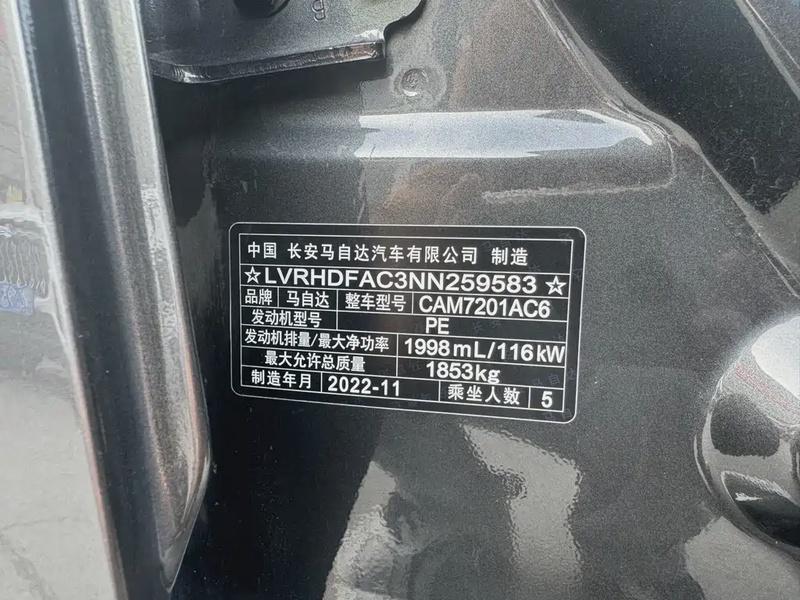 中国 长安马自达汽车有限公司 制造
☆LVRHDFAC3NN259583☆
品牌 马自达 整车型号 CAM7201AC6
发动机型号 PE
发动机排量/最大净功率 1998mL/116kW
最大允许总质量 1853kg
制造年月 2022-11 乘坐人数 5